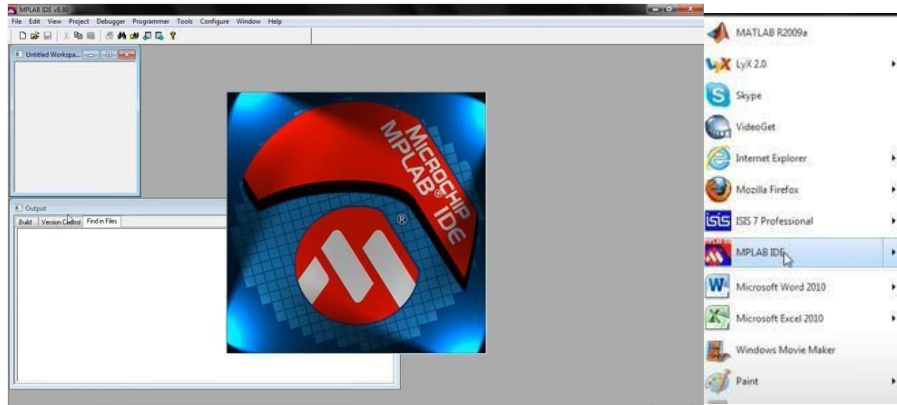 MPLAB IDE v8.80
File Edit View Project Debugger Programmer Tools Configure Window Help
Untitled Workspa...
Output
Build Version Control Find in Files
MICROCHIP
MPLAB® IDE
®
MATLAB R2009a
LyX 2.0
Skype
VideoGet
Internet Explorer
Mozilla Firefox
isis ISIS 7 Professional
MPLAB IDE
Microsoft Word 2010
Microsoft Excel 2010
Windows Movie Maker
Paint